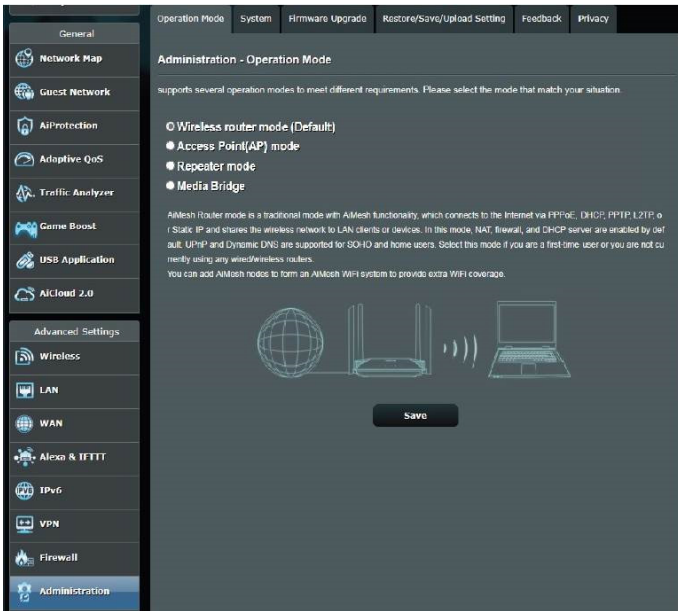 Operation Mode System Firmware Upgrade Restore/Save/Upload Setting Feedback Privacy
General
Network Map
Guest Network
AiProtection
Adaptive QoS
Traffic Analyzer
Game Boost
USB Application
AiCloud 2.0
Advanced Settings
Wireless
LAN
WAN
Alexa & IFTTT
IPv6
VPN
Firewall
Administration
Administration - Operation Mode
supports several operation modes to meet different requirements. Please select the mode that match your situation.
Wireless router mode (Default)
Access Point(AP) mode
Repeater mode
Media Bridge
AiMesh Router mode is a traditional mode with AiMesh functionality, which connects to the Internet via PPPoE, DHCP, PPTP, L2TP, o
r Static IP and shares the wireless network to LAN clients or devices. In this mode, NAT, firewall, and DHCP server are enabled by def
ault. UPnP and Dynamic DNS are supported for SOHO and home users. Select this mode if you are a first-time user or you are not cu
rrently using any wired/wireless routers.
You can add AiMesh nodes to form an AiMesh WiFi system to provide extra WiFi coverage.
Save